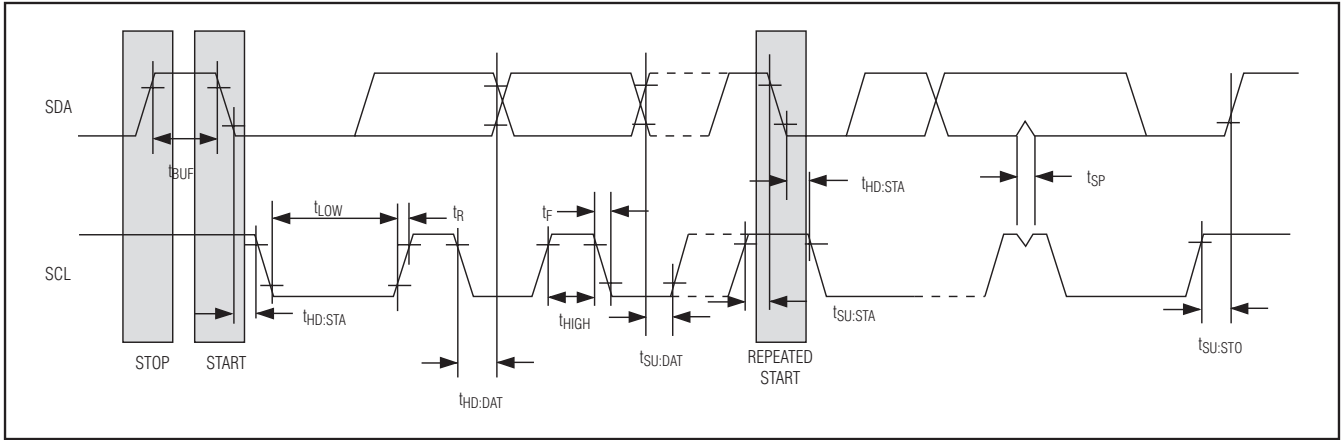 SDA
tBUF
tLOW
tR
tF
tHD:STA
tSP
SCL
tHD:STA
tHIGH
tSU:DAT
tSU:STA
tSU:STO
STOP
START
REPEATED
START
tHD:DAT